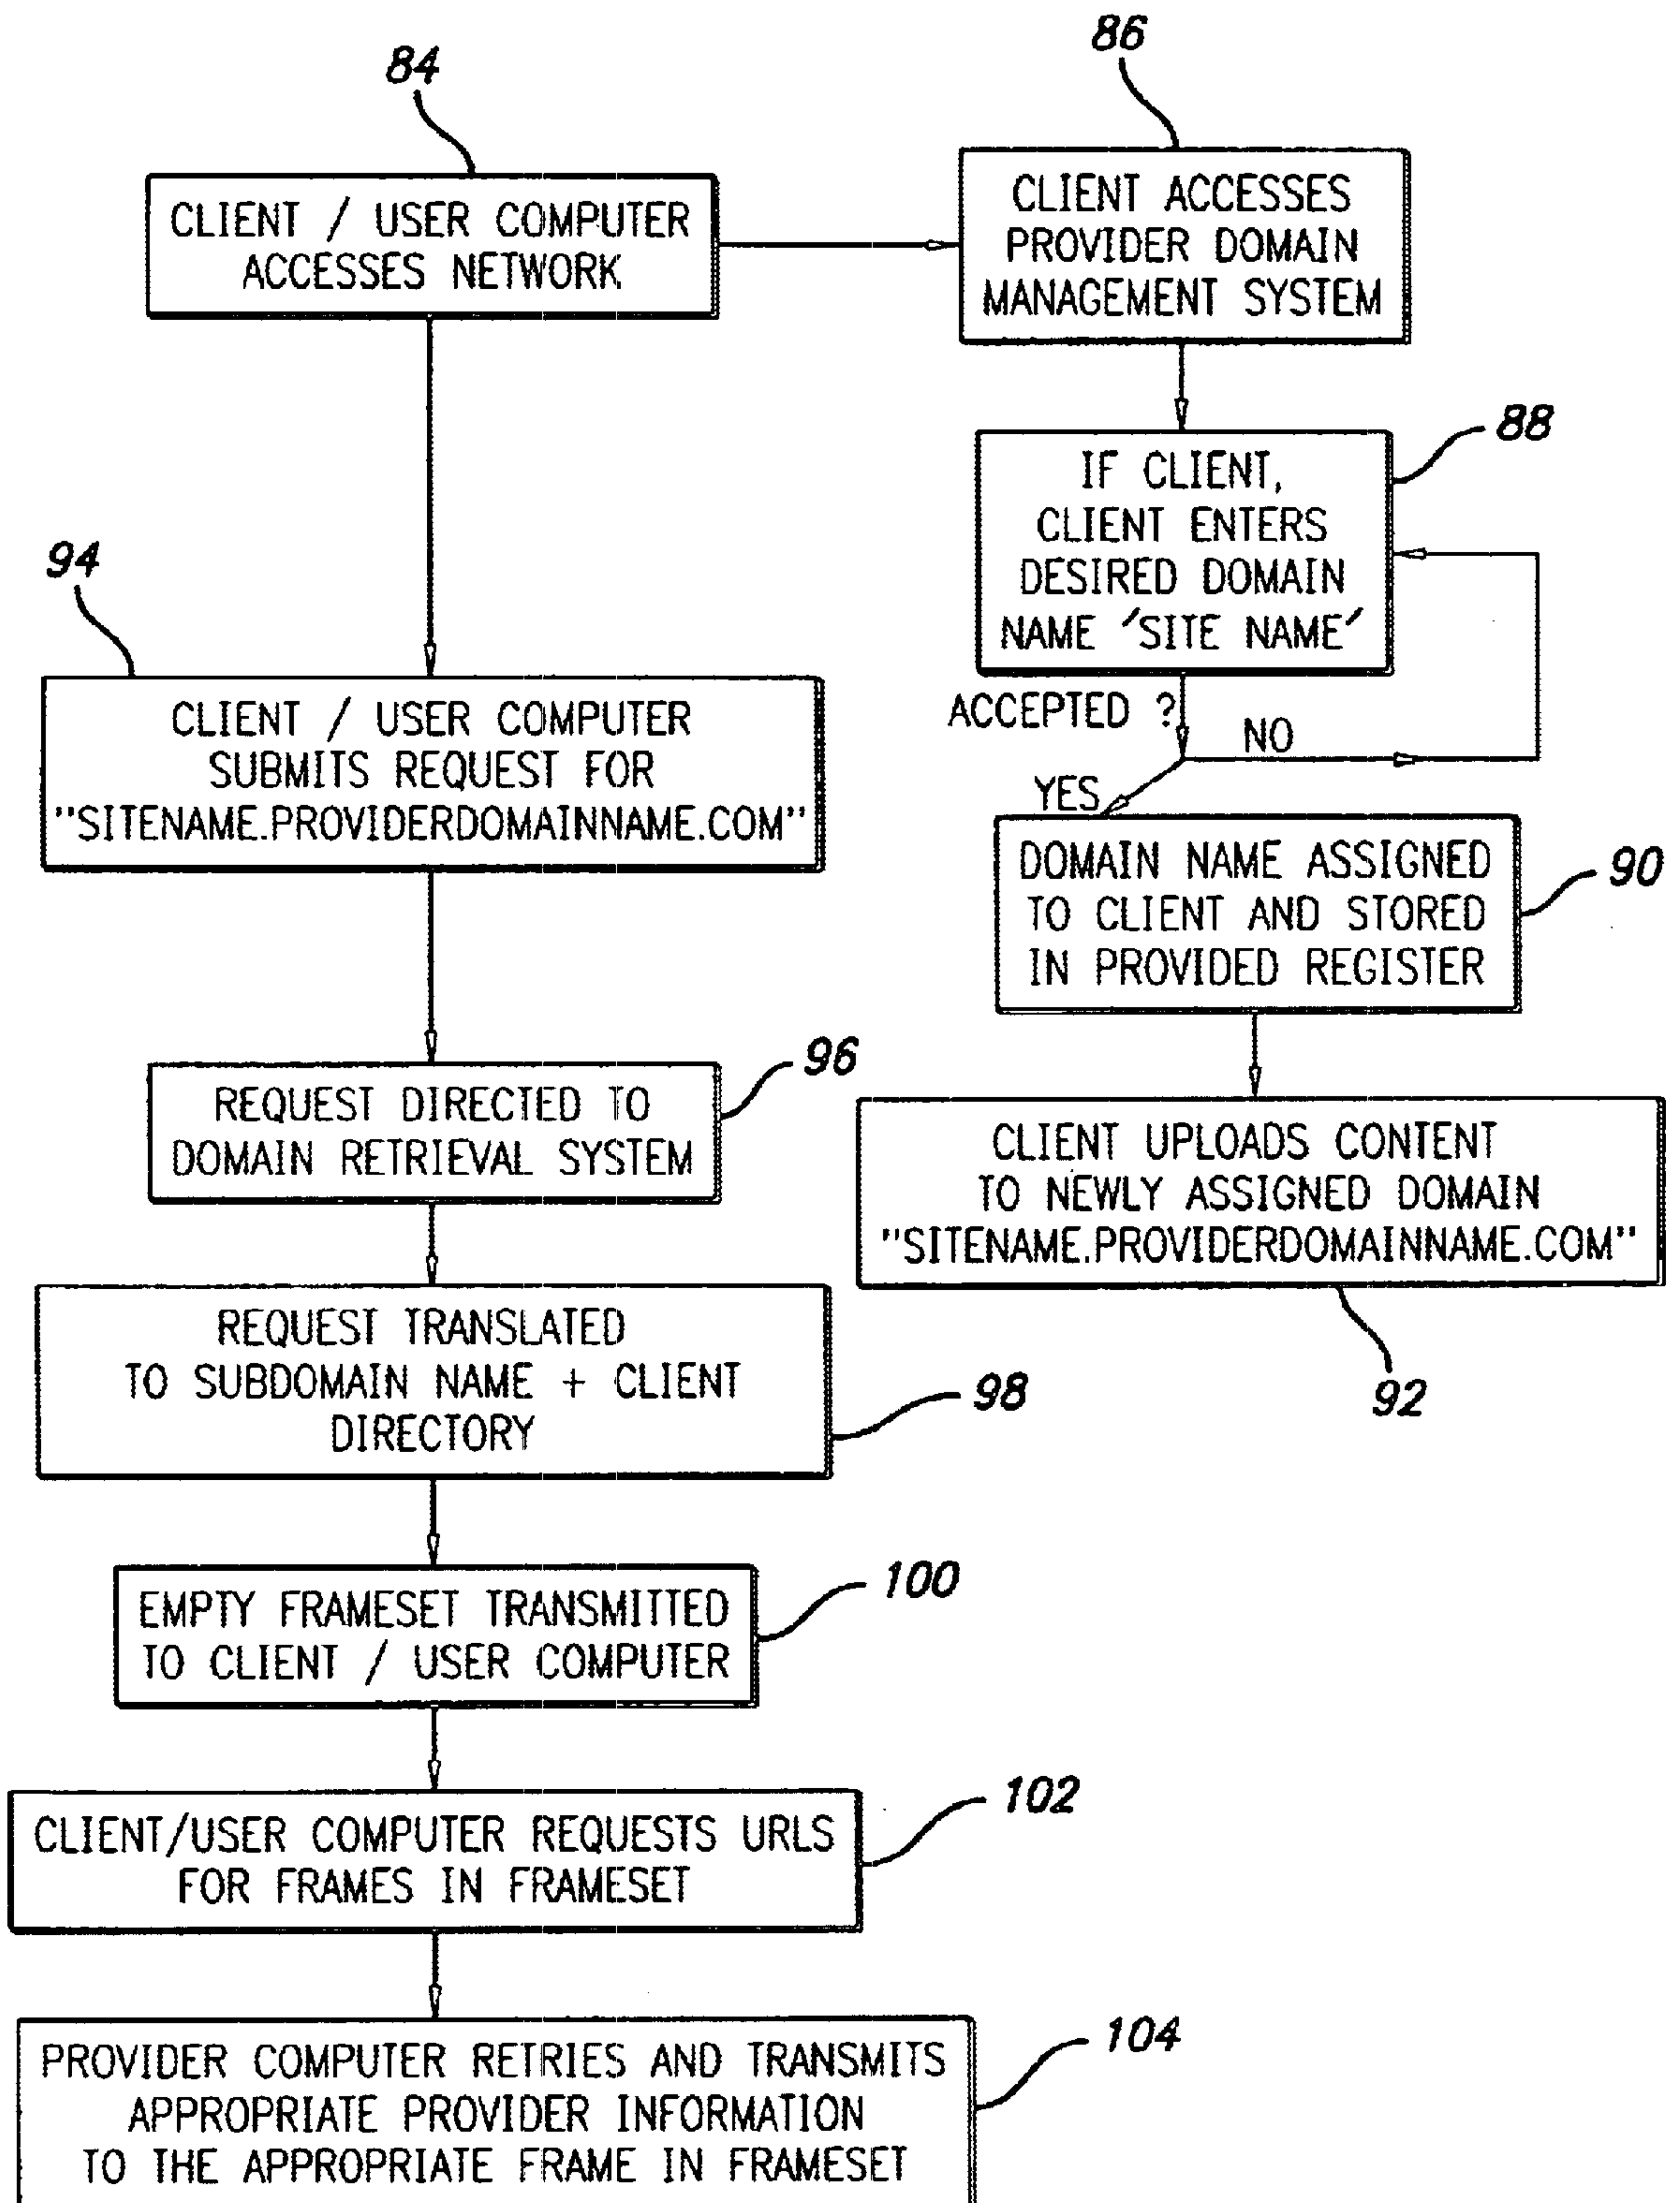 84
CLIENT / USER COMPUTER
ACCESSES NETWORK
86
CLIENT ACCESSES
PROVIDER DOMAIN
MANAGEMENT SYSTEM
88
IF CLIENT,
CLIENT ENTERS
DESIRED DOMAIN
NAME 'SITE NAME'
ACCEPTED ?
NO
YES
90
DOMAIN NAME ASSIGNED
TO CLIENT AND STORED
IN PROVIDED REGISTER
CLIENT UPLOADS CONTENT
TO NEWLY ASSIGNED DOMAIN
"SITENAME.PROVIDERDOMAINNAME.COM"
92
94
CLIENT / USER COMPUTER
SUBMITS REQUEST FOR
"SITENAME.PROVIDERDOMAINNAME.COM"
96
REQUEST DIRECTED TO
DOMAIN RETRIEVAL SYSTEM
REQUEST TRANSLATED
TO SUBDOMAIN NAME + CLIENT
DIRECTORY
98
EMPTY FRAMESET TRANSMITTED
TO CLIENT / USER COMPUTER
100
CLIENT/USER COMPUTER REQUESTS URLS
FOR FRAMES IN FRAMESET
102
PROVIDER COMPUTER RETRIES AND TRANSMITS
APPROPRIATE PROVIDER INFORMATION
TO THE APPROPRIATE FRAME IN FRAMESET
104